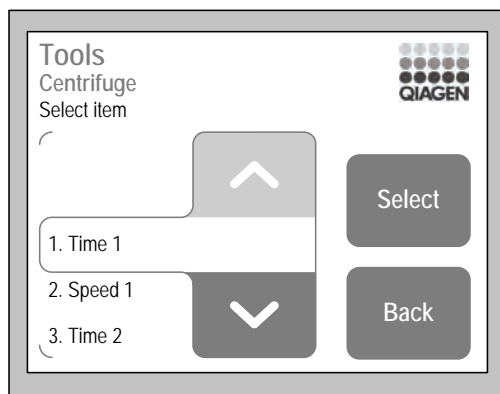 Tools
Centrifuge
Select item
QIAGEN
1. Time 1
2. Speed 1
3. Time 2
Select
Back